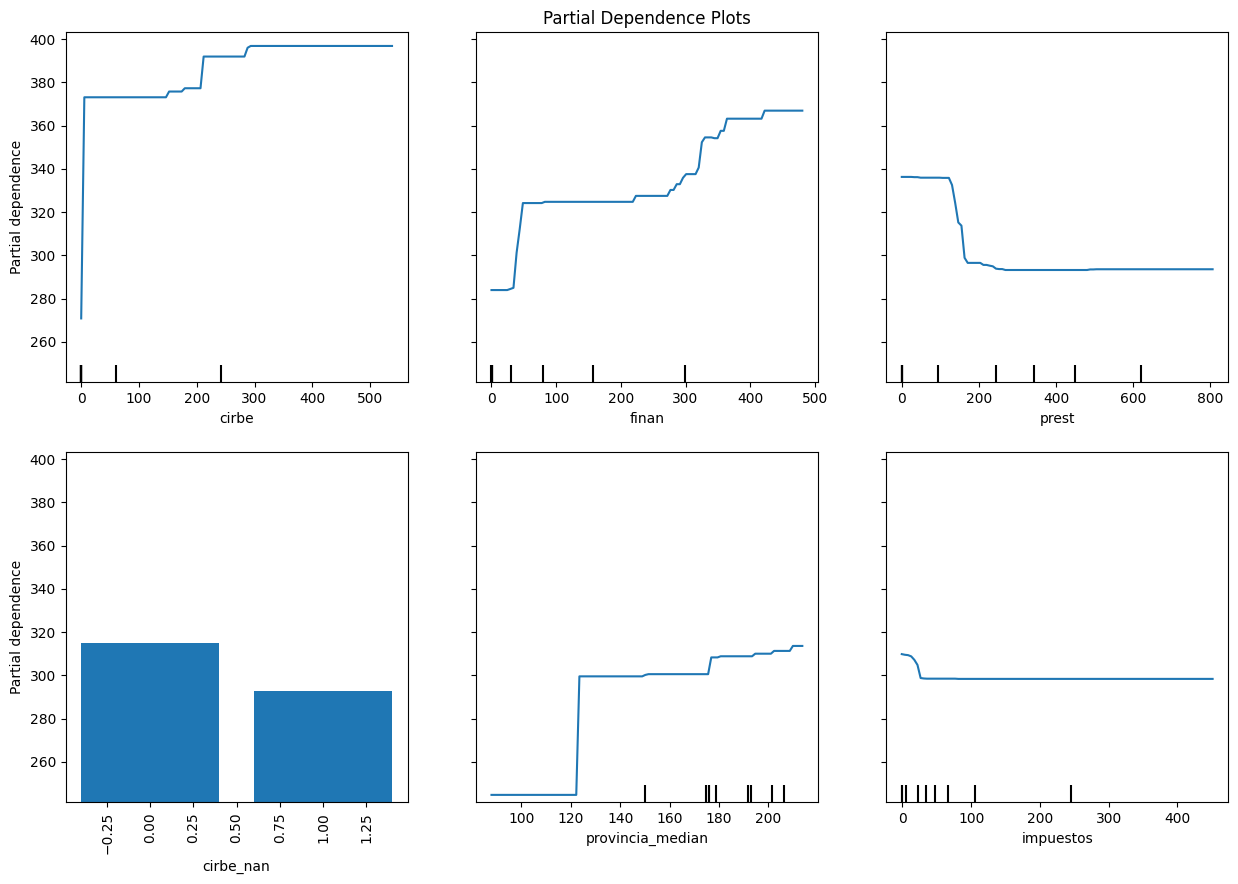 Partial Dependence Plots
Partial dependence
400
380
360
340
320
300
280
260
0 100 200 300 400 500
cirbe
0 100 200 300 400 500
finan
0 200 400 600 800
prest
Partial dependence
400
380
360
340
320
300
280
260
−0.25 0.00 0.25 0.50 0.75 1.00 1.25
cirbe_nan
100 120 140 160 180 200
provincia_median
0 100 200 300 400
impuestos